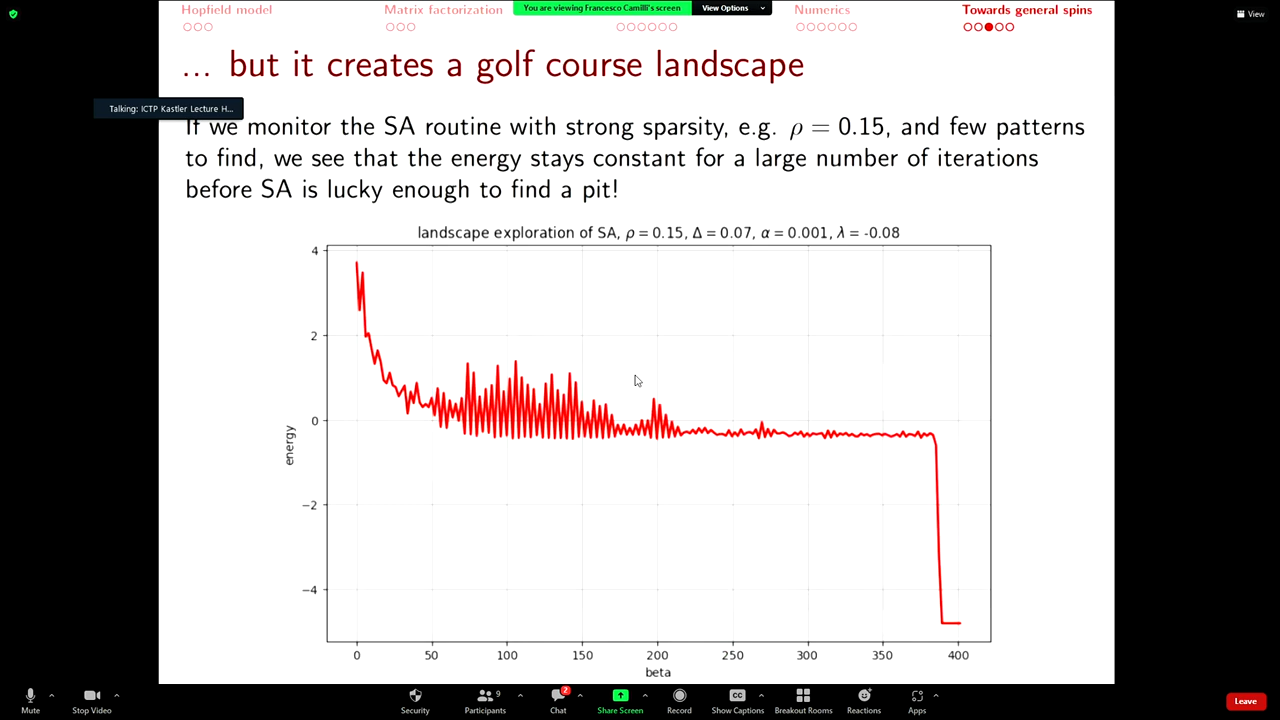 Hopfield model
Matrix factorization
You are viewing Francesco Camilli's screen
View Options
Numerics
Towards general spins
View
... but it creates a golf course landscape
Talking: ICTP Kastler Lecture H...
If we monitor the SA routine with strong sparsity, e.g. ρ = 0.15, and few patterns
to find, we see that the energy stays constant for a large number of iterations
before SA is lucky enough to find a pit!
landscape exploration of SA, ρ = 0.15, Δ = 0.07, α = 0.001, λ = -0.08
4
2
0
−2
−4
energy
0 50 100 150 200 250 300 350 400
beta
Mute
Stop Video
Security
Participants
9
Chat
2
Share Screen
Record
CC
Show Captions
Breakout Rooms
Reactions
Apps
Leave